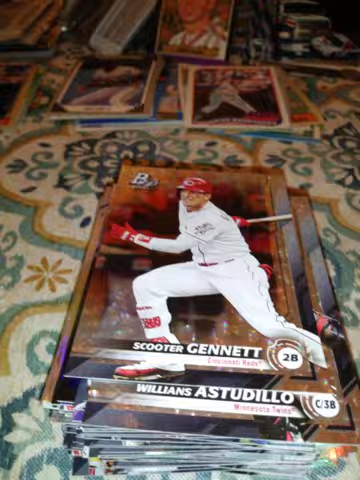 SCOOTER GENNETT
2B
Cincinnati Reds®
WILLIANS ASTUDILLO
C/3B
Minnesota Twins®